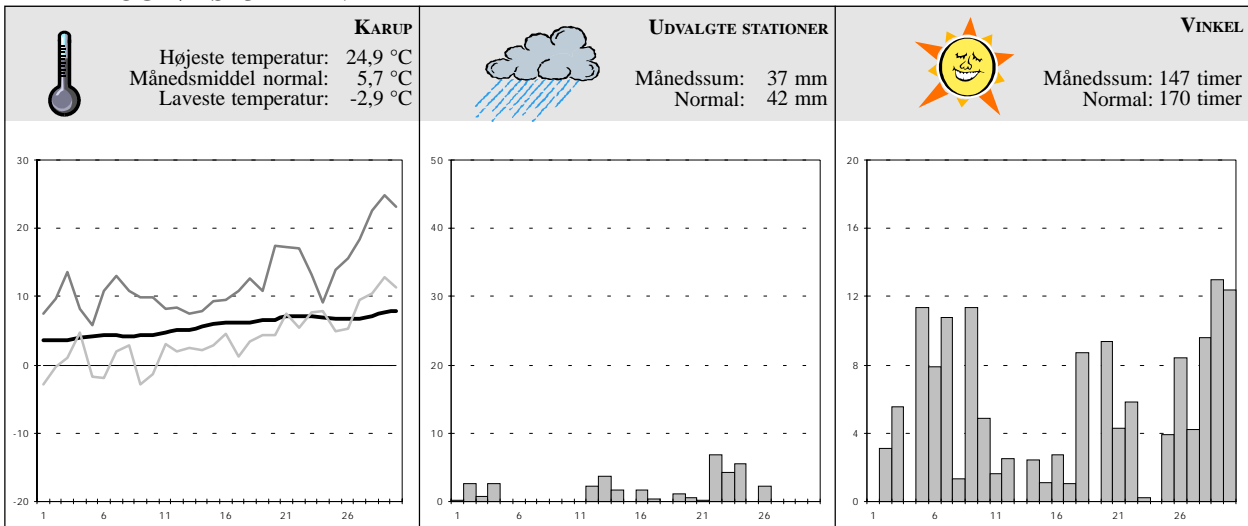 KARUP
Højeste temperatur: 24,9 °C
Månedsmiddel normal: 5,7 °C
Laveste temperatur: -2,9 °C
UDVALGTE STATIONER
Månedssum: 37 mm
Normal: 42 mm
VINKEL
Månedssum: 147 timer
Normal: 170 timer
30
20
10
0
-10
-20
1 6 11 16 21 26
50
40
30
20
10
0
1 6 11 16 21 26
20
16
12
8
4
0
1 6 11 16 21 26